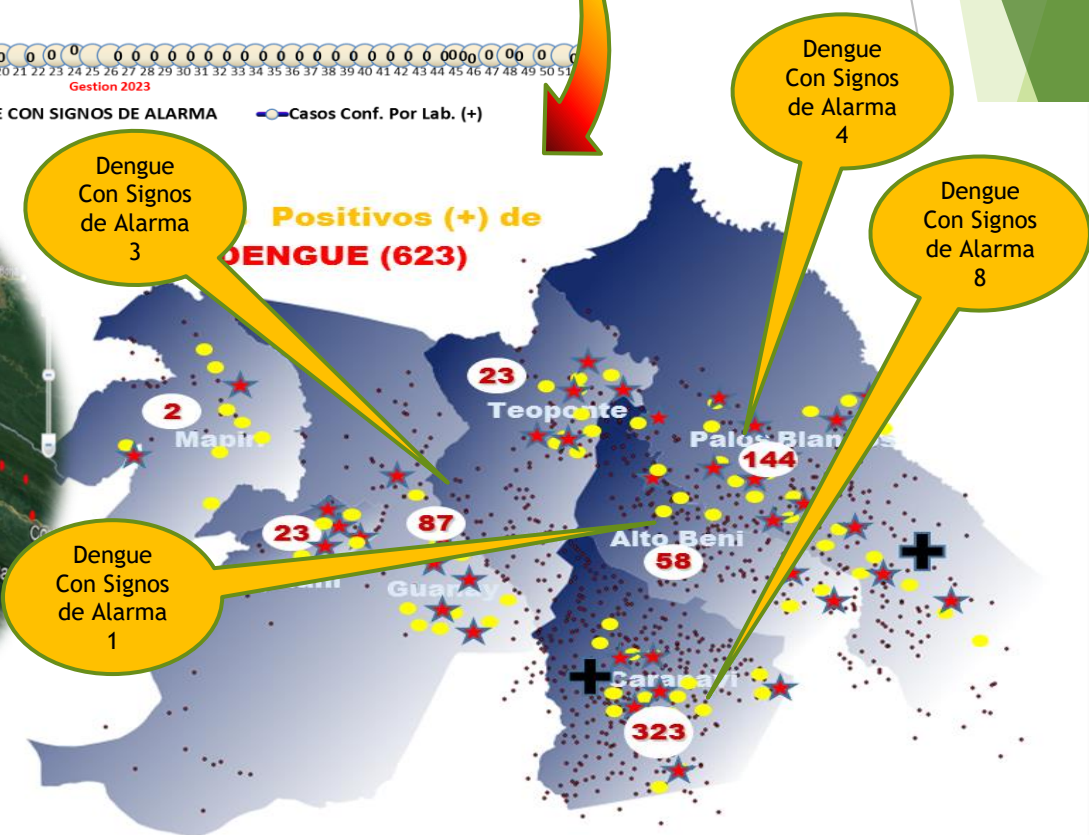 0 0 0 0 0 0 0 0 0 0 0 0 0 0 0 0 0 0 0 0 0 0 0 0 0 0 0 0
20 21 22 23 24 25 26 27 28 29 30 31 32 33 34 35 36 37 38 39 40 41 42 43 44 45 46 47 48 49 50 51
Gestion 2023
CON SIGNOS DE ALARMA
Casos Conf. Por Lab. (+)
Dengue
Con Signos
de Alarma
4
Dengue
Con Signos
de Alarma
3
Dengue
Con Signos
de Alarma
8
Positivos (+) de
DENGUE (623)
23
Teoponte
2
Mapiri
Palos Blancos
144
87
23
Alto Beni
58
Dengue
Con Signos
de Alarma
1
Guanay
Caranavi
323